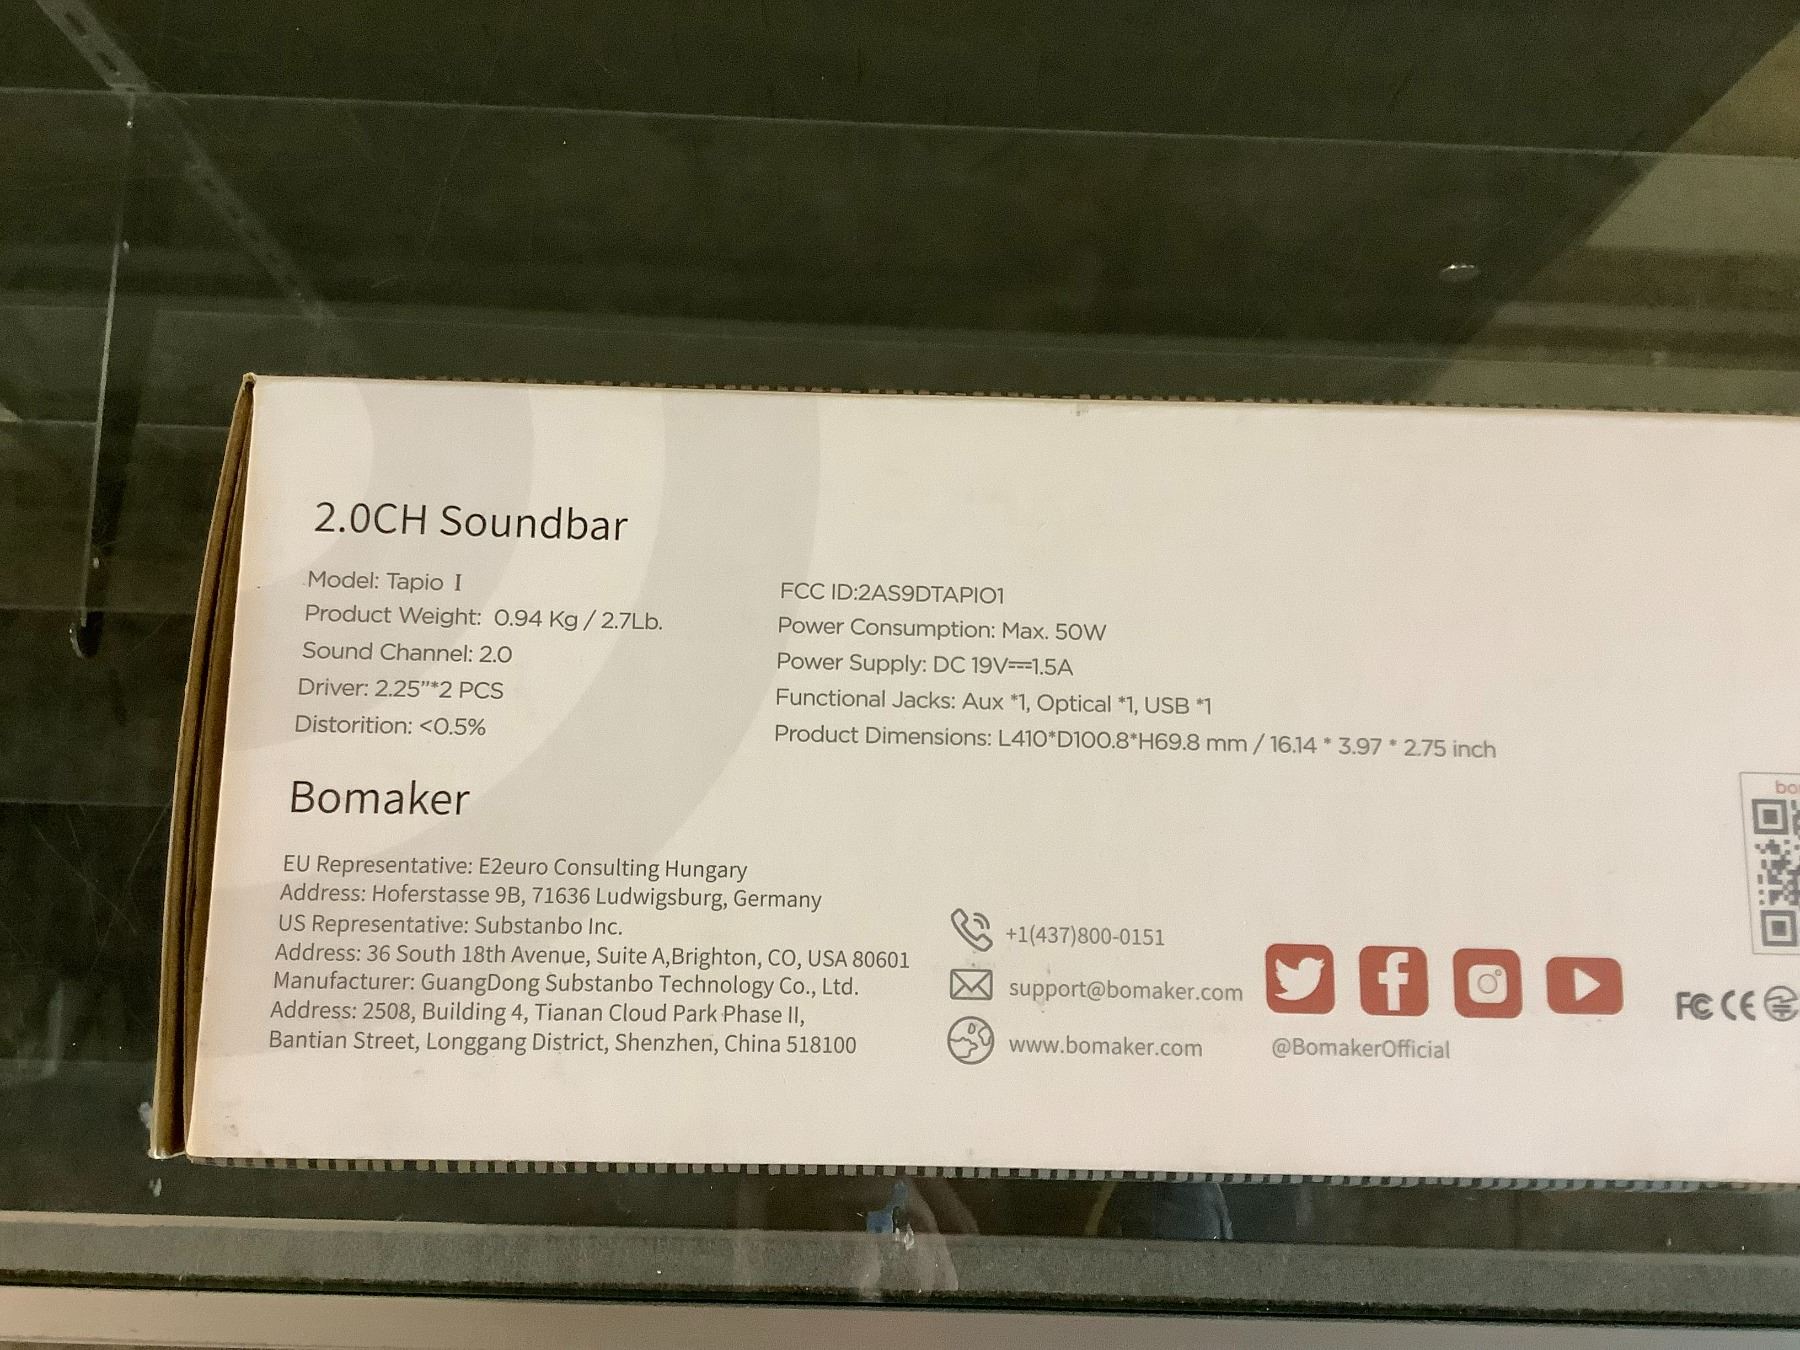 2.0CH Soundbar
Model: Tapio I
Product Weight: 0.94 Kg / 2.7Lb.
Sound Channel: 2.0
Driver: 2.25"*2 PCS
Distorition: <0.5%
FCC ID:2AS9DTAPIO1
Power Consumption: Max. 50W
Power Supply: DC 19V⎓1.5A
Functional Jacks: Aux *1, Optical *1, USB *1
Product Dimensions: L410*D100.8*H69.8 mm / 16.14 * 3.97 * 2.75 inch
Bomaker
EU Representative: E2euro Consulting Hungary
Address: Hoferstasse 9B, 71636 Ludwigsburg, Germany
US Representative: Substanbo Inc.
Address: 36 South 18th Avenue, Suite A,Brighton, CO, USA 80601
Manufacturer: GuangDong Substanbo Technology Co., Ltd.
Address: 2508, Building 4, Tianan Cloud Park Phase II,
Bantian Street, Longgang District, Shenzhen, China 518100
+1(437)800-0151
support@bomaker.com
www.bomaker.com
@BomakerOfficial
FC CE